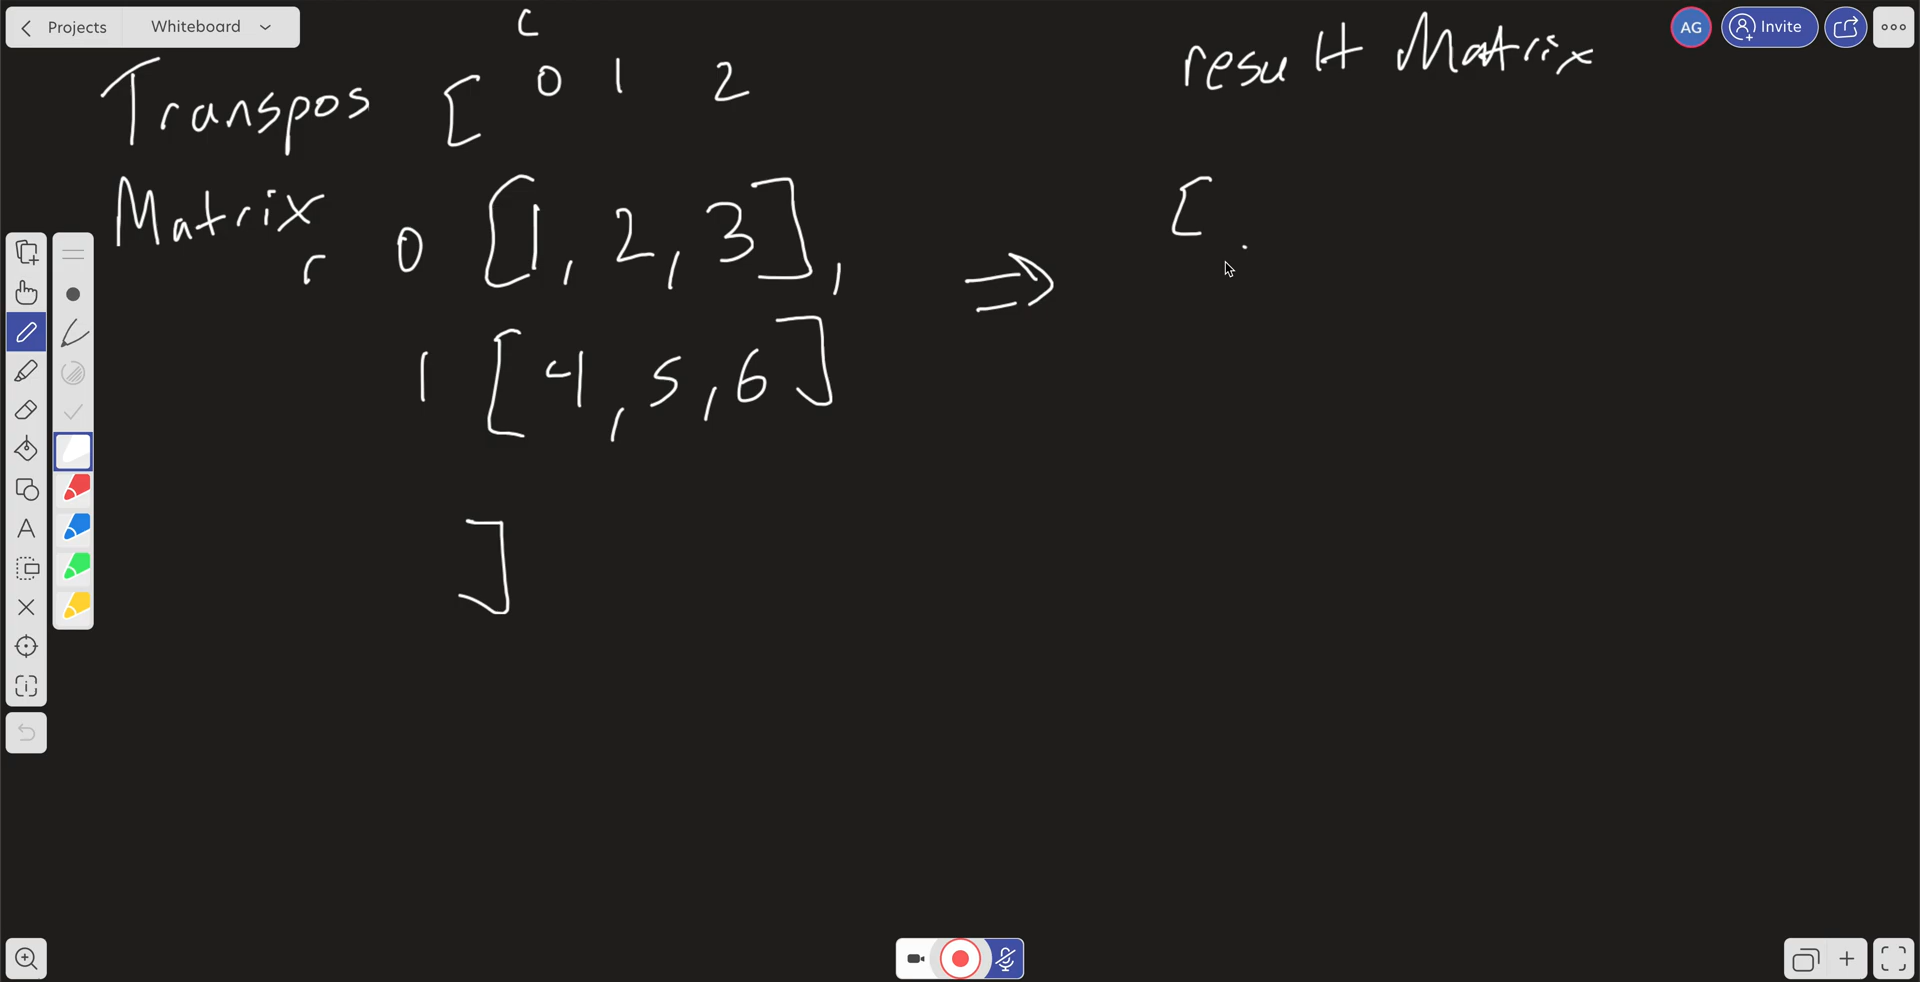 Projects Whiteboard
AG Invite
c
result Matrix
Transpos [ 0 1 2
Matrix
[
r 0 [1, 2, 3],
⇒
1 [4, 5, 6]
]